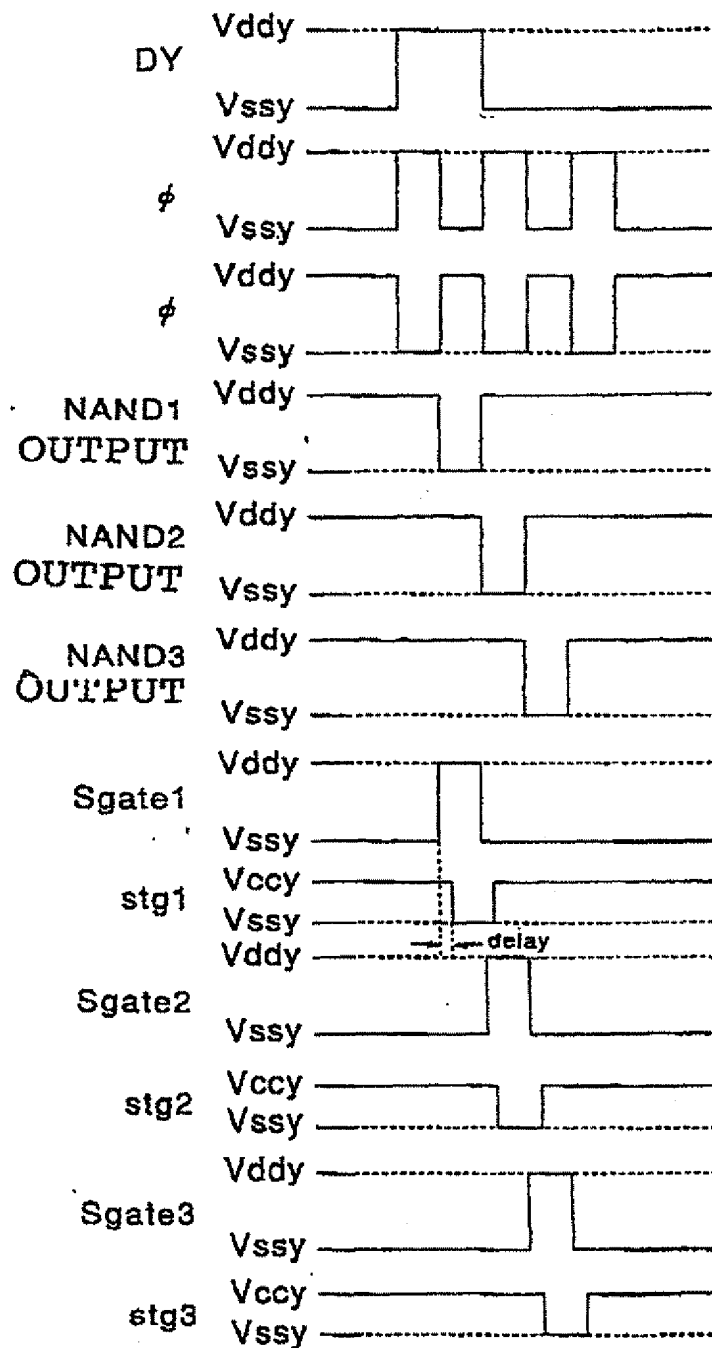 Vddy
DY
Vssy
Vddy
ϕ
Vssy
Vddy
ϕ
Vssy
Vddy
NAND1
OUTPUT
Vssy
Vddy
NAND2
OUTPUT
Vssy
Vddy
NAND3
OUTPUT
Vssy
Vddy
Sgate1
Vssy
Vccy
stg1
Vssy
delay
Vddy
Sgate2
Vssy
Vccy
stg2
Vssy
Vddy
Sgate3
Vssy
Vccy
stg3
Vssy